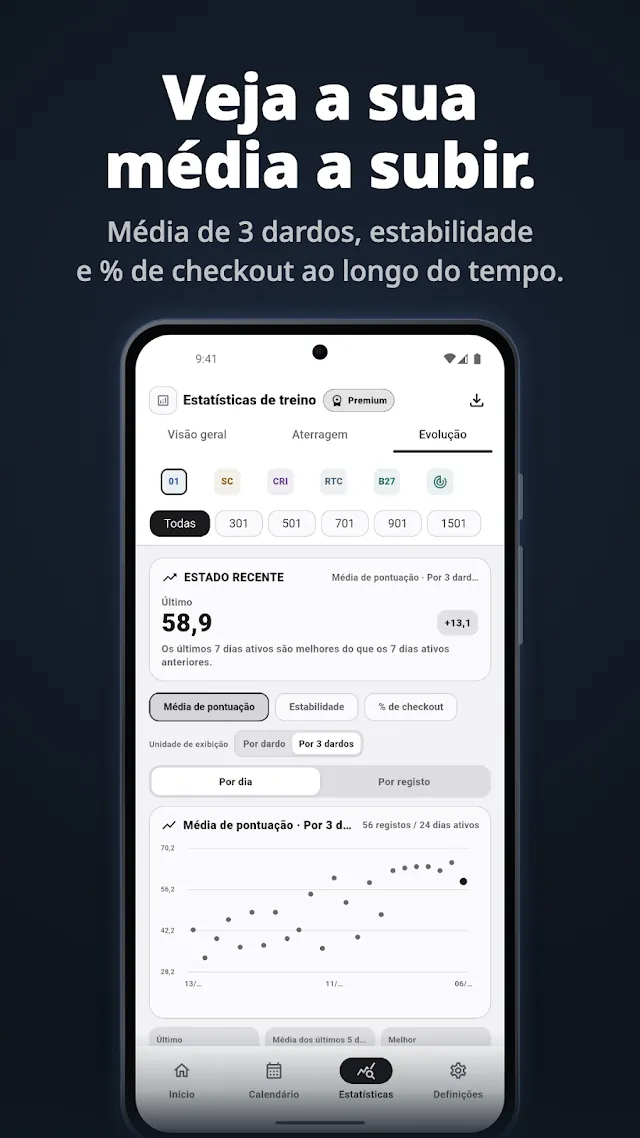 Veja a sua
média a subir.
Média de 3 dardos, estabilidade
e % de checkout ao longo do tempo.
9:41
Estatísticas de treino Premium
Visão geral Aterragem Evolução
01 SC CRI RTC B27
Todas 301 501 701 901 1501
ESTADO RECENTE Média de pontuação · Por 3 dard...
Último
58,9 +13,1
Os últimos 7 dias ativos são melhores do que os 7 dias ativos
anteriores.
Média de pontuação Estabilidade % de checkout
Unidade de exibição Por dardo Por 3 dardos
Por dia Por registo
Média de pontuação · Por 3 d... 56 registos / 24 dias ativos
70,2
56,2
42,2
28,2
13/... 11/... 06/...
Último Média dos últimos 5 d... Melhor
Início Calendário Estatísticas Definições